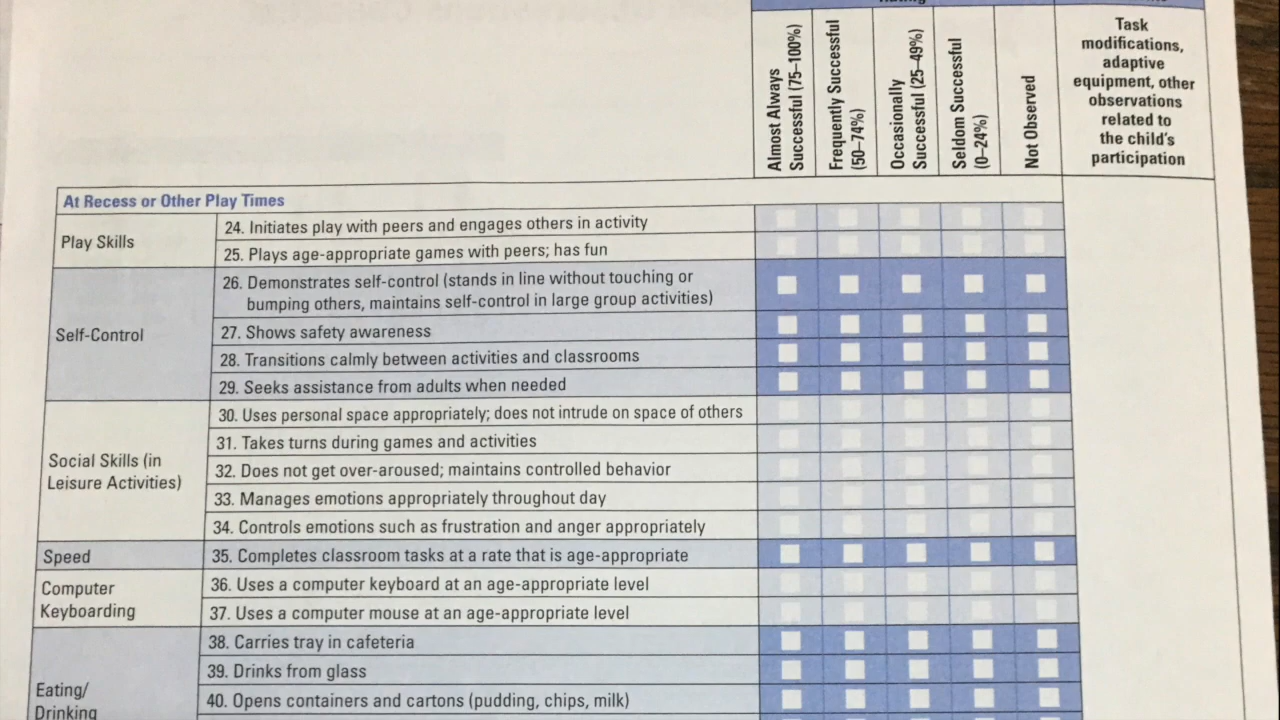 Almost Always
Successful (75–100%)
Frequently Successful
(50–74%)
Occasionally
Successful (25–49%)
Seldom Successful
(0–24%)
Not Observed
Task
modifications,
adaptive
equipment, other
observations
related to
the child's
participation
At Recess or Other Play Times
Play Skills
24. Initiates play with peers and engages others in activity
25. Plays age-appropriate games with peers; has fun
Self-Control
26. Demonstrates self-control (stands in line without touching or
bumping others, maintains self-control in large group activities)
27. Shows safety awareness
28. Transitions calmly between activities and classrooms
29. Seeks assistance from adults when needed
Social Skills (in
Leisure Activities)
30. Uses personal space appropriately; does not intrude on space of others
31. Takes turns during games and activities
32. Does not get over-aroused; maintains controlled behavior
33. Manages emotions appropriately throughout day
34. Controls emotions such as frustration and anger appropriately
Speed
35. Completes classroom tasks at a rate that is age-appropriate
Computer
Keyboarding
36. Uses a computer keyboard at an age-appropriate level
37. Uses a computer mouse at an age-appropriate level
Eating/
Drinking
38. Carries tray in cafeteria
39. Drinks from glass
40. Opens containers and cartons (pudding, chips, milk)